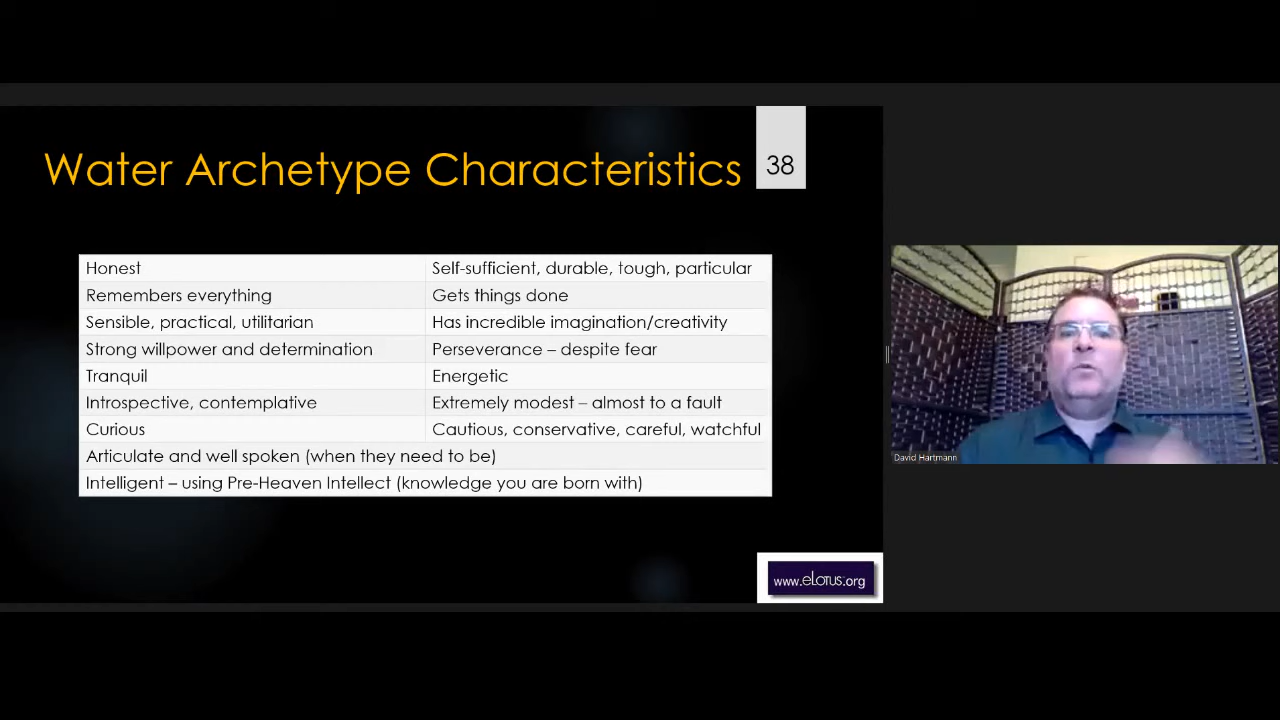 Water Archetype Characteristics
38
Honest
Self-sufficient, durable, tough, particular
Remembers everything
Gets things done
Sensible, practical, utilitarian
Has incredible imagination/creativity
Strong willpower and determination
Perseverance – despite fear
Tranquil
Energetic
Introspective, contemplative
Extremely modest – almost to a fault
Curious
Cautious, conservative, careful, watchful
Articulate and well spoken (when they need to be)
Intelligent – using Pre-Heaven Intellect (knowledge you are born with)
www.eLotus.org
David Hartmann